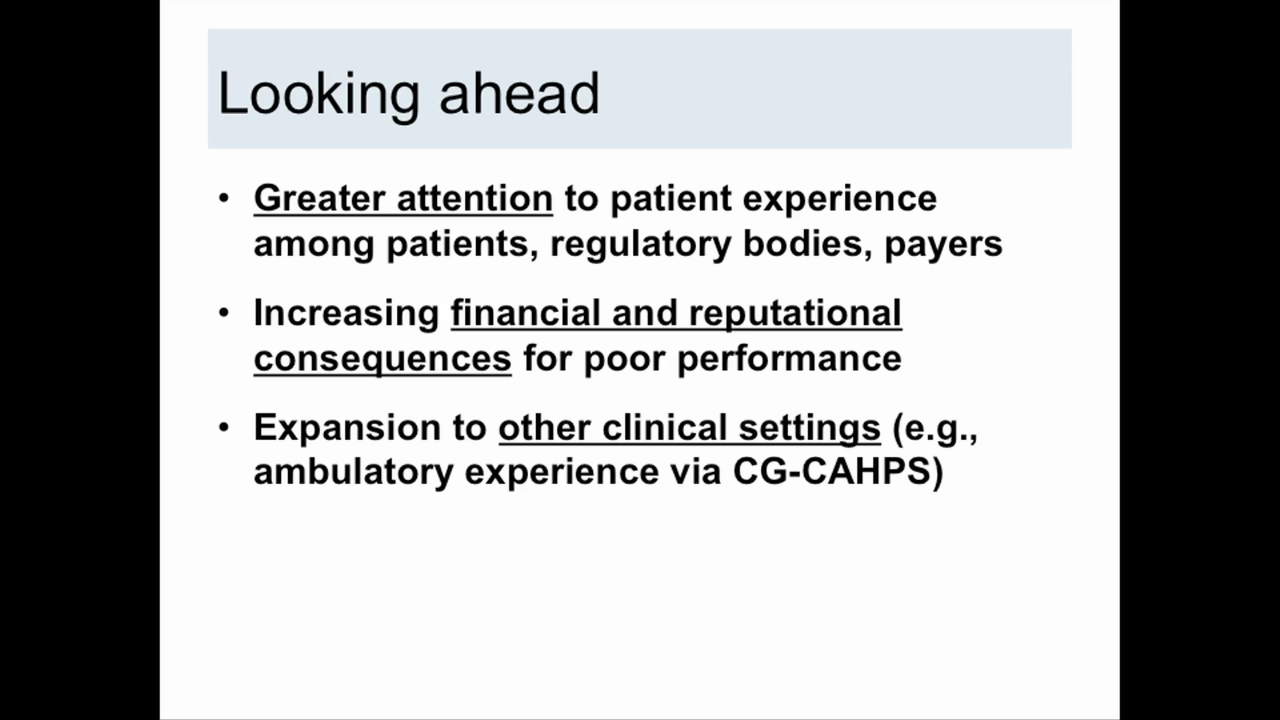 Looking ahead
• Greater attention to patient experience
among patients, regulatory bodies, payers
• Increasing financial and reputational
consequences for poor performance
• Expansion to other clinical settings (e.g.,
ambulatory experience via CG-CAHPS)